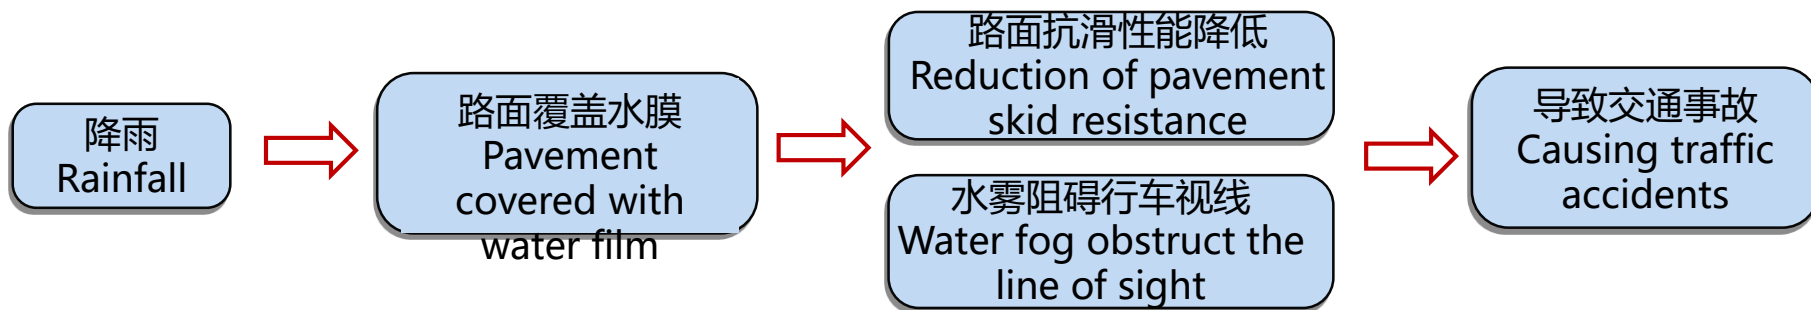 降雨
Rainfall
路面覆盖水膜
Pavement
covered with
water film
路面抗滑性能降低
Reduction of pavement
skid resistance
水雾阻碍行车视线
Water fog obstruct the
line of sight
导致交通事故
Causing traffic
accidents